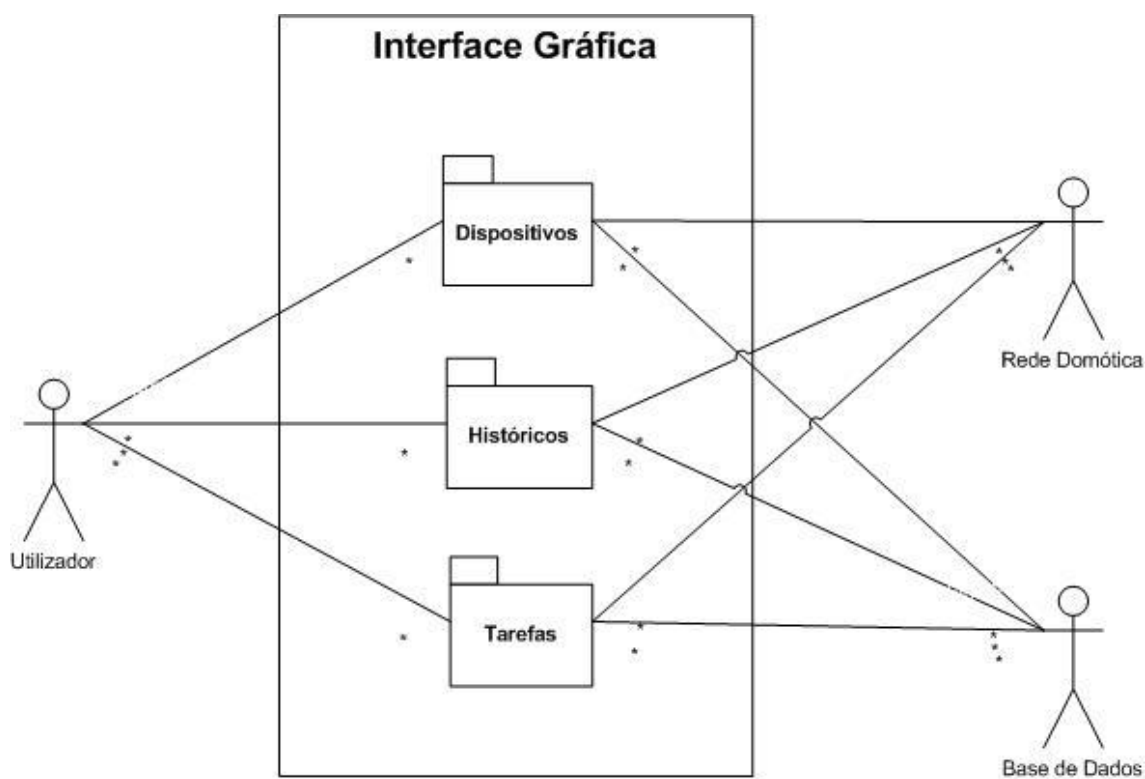 Interface Gráfica
Dispositivos
*
*
*
*
*
*
Rede Domótica
Históricos
*
*
*
*
*
*
Utilizador
Tarefas
*
*
*
*
*
*
Base de Dados